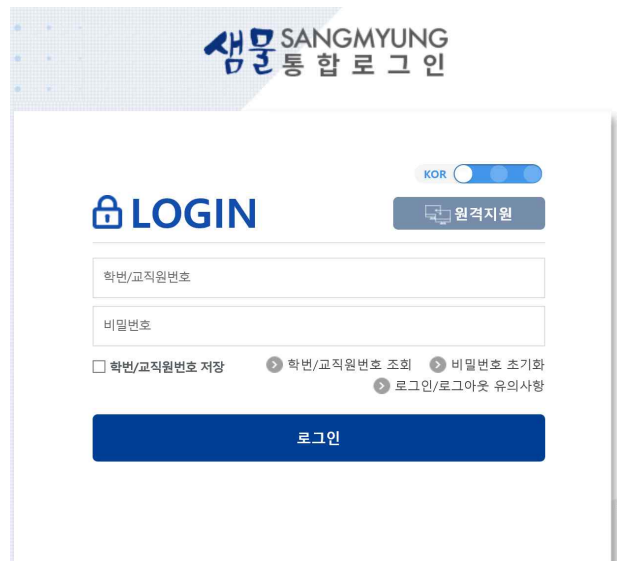 샘물 SANGMYUNG
통합로그인
KOR
LOGIN
원격지원
학번/교직원번호
비밀번호
학번/교직원번호 저장
학번/교직원번호 조회
비밀번호 초기화
로그인/로그아웃 유의사항
로그인